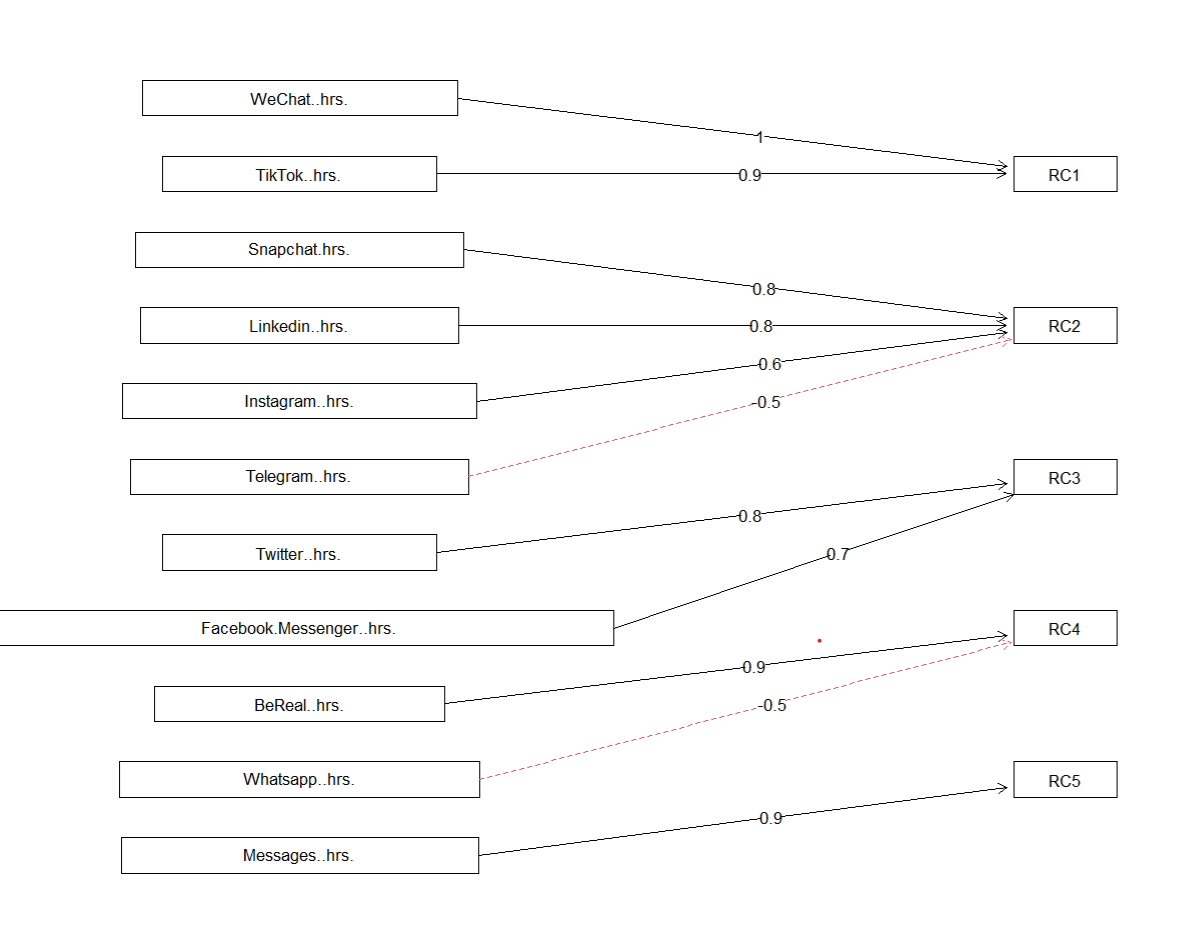 WeChat..hrs.
1
TikTok..hrs.
0.9
RC1
Snapchat.hrs.
0.8
Linkedin..hrs.
0.8
RC2
0.6
Instagram..hrs.
-0.5
Telegram..hrs.
RC3
0.8
Twitter..hrs.
0.7
Facebook.Messenger..hrs.
RC4
0.9
BeReal..hrs.
-0.5
Whatsapp..hrs.
RC5
0.9
Messages..hrs.